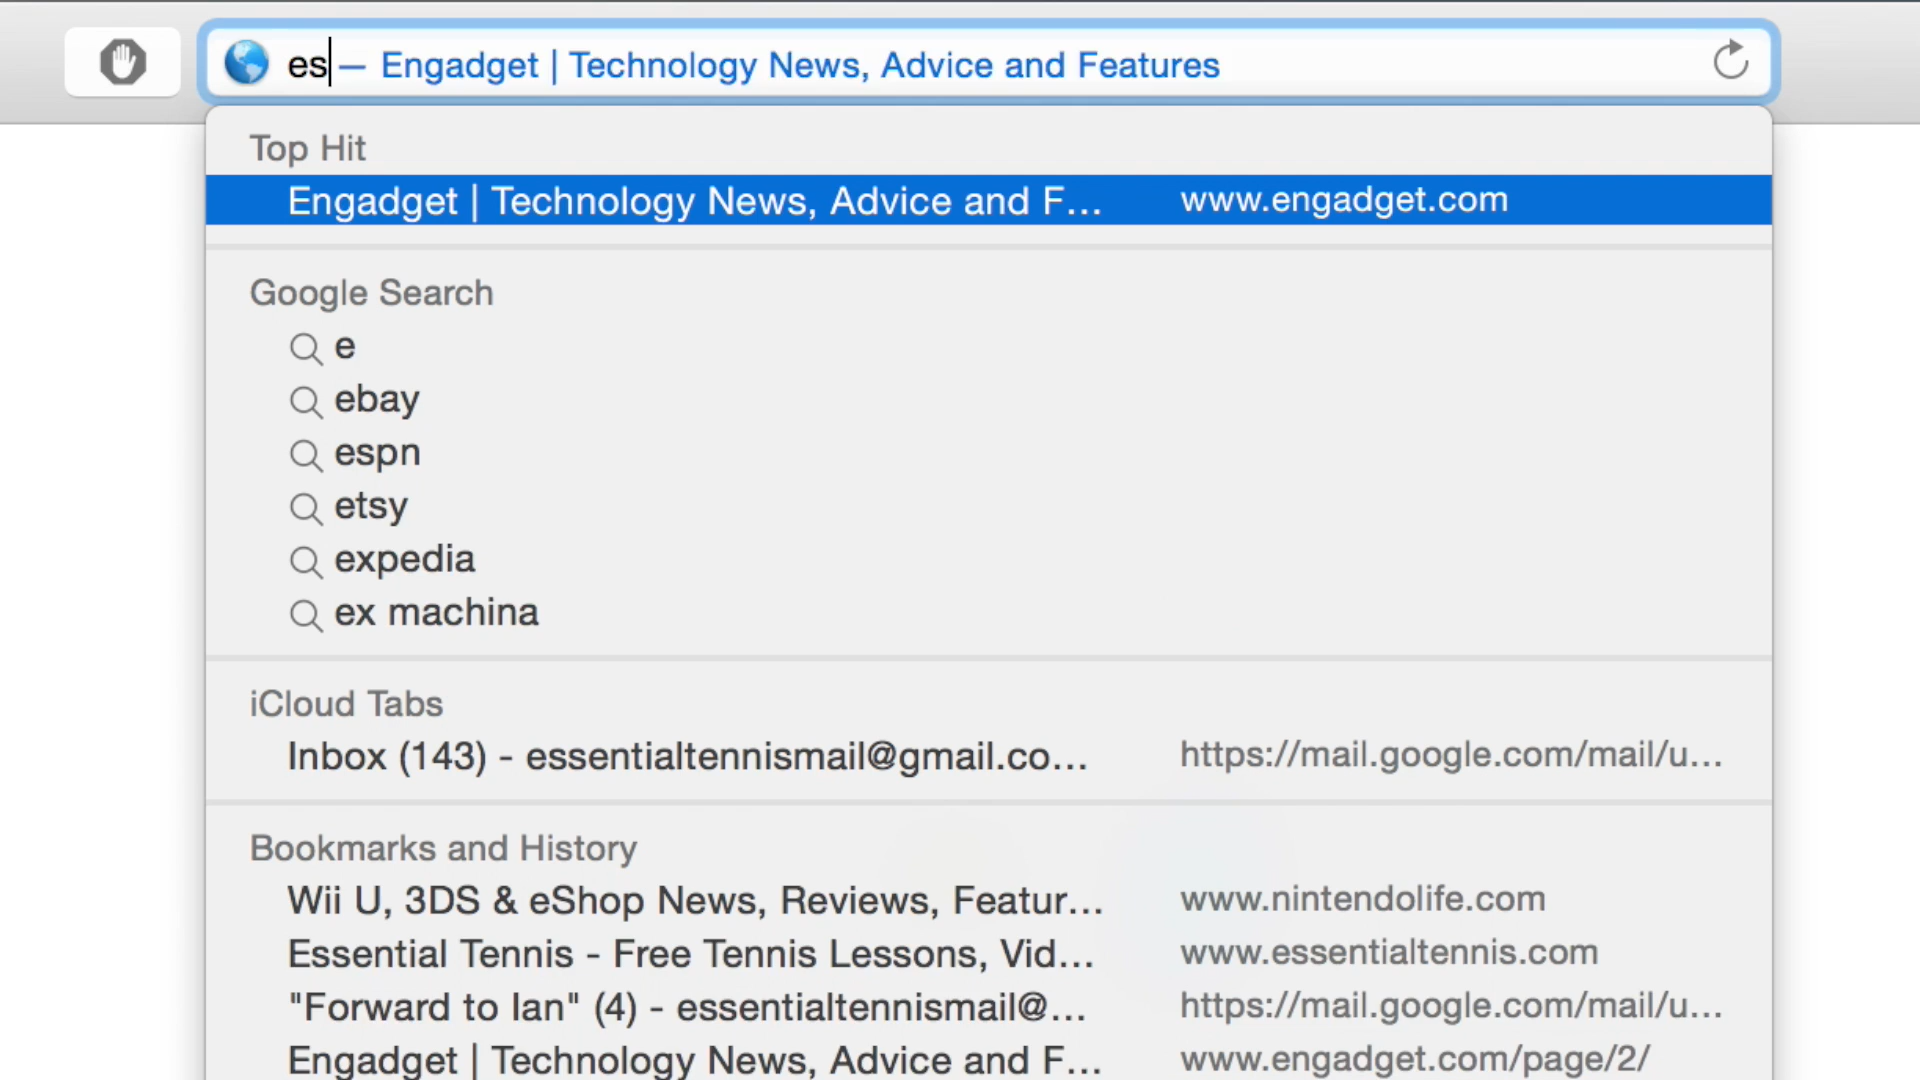 es — Engadget | Technology News, Advice and Features
Top Hit
Engadget | Technology News, Advice and F... www.engadget.com
Google Search
e
ebay
espn
etsy
expedia
ex machina
iCloud Tabs
Inbox (143) - essentialtennismail@gmail.co... https://mail.google.com/mail/u...
Bookmarks and History
Wii U, 3DS & eShop News, Reviews, Featur... www.nintendolife.com
Essential Tennis - Free Tennis Lessons, Vid... www.essentialtennis.com
"Forward to Ian" (4) - essentialtennismail@... https://mail.google.com/mail/u...
Engadget | Technology News, Advice and F... www.engadget.com/page/2/